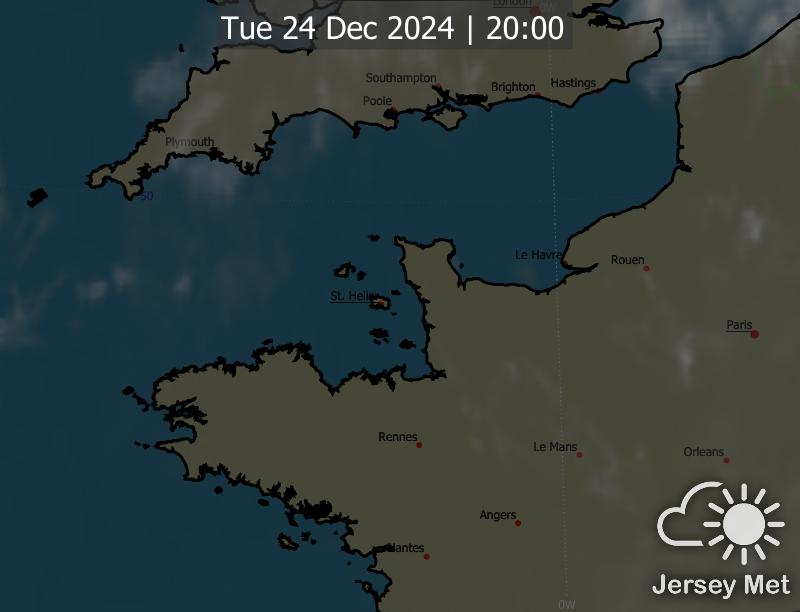 London
0W
Tue 24 Dec 2024 | 20:00
Southampton
Brighton
Hastings
Poole
Plymouth
50
Le Havre
Rouen
St. Helier
Paris
Rennes
Le Mans
Orleans
Angers
Nantes
Jersey Met
0W